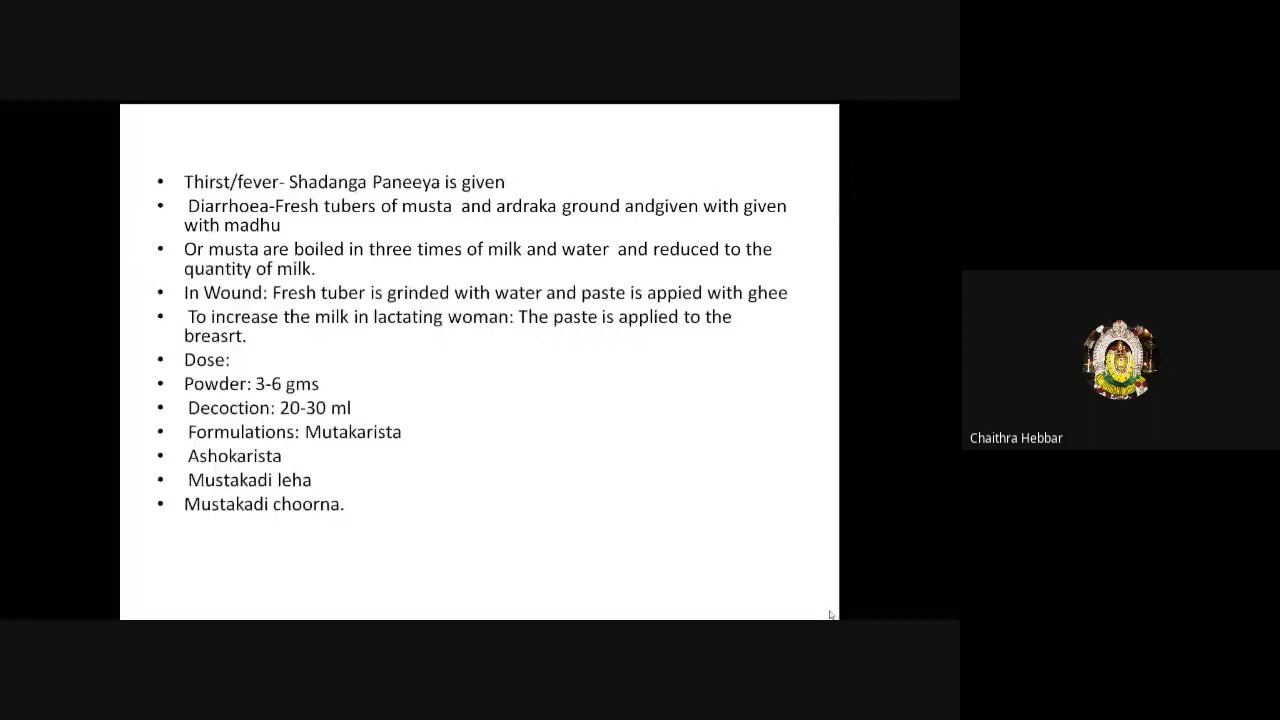 • Thirst/fever- Shadanga Paneeya is given
• Diarrhoea-Fresh tubers of musta and ardraka ground andgiven with given
with madhu
• Or musta are boiled in three times of milk and water and reduced to the
quantity of milk.
• In Wound: Fresh tuber is grinded with water and paste is appied with ghee
• To increase the milk in lactating woman: The paste is applied to the
breasrt.
• Dose:
• Powder: 3-6 gms
• Decoction: 20-30 ml
• Formulations: Mutakarista
• Ashokarista
• Mustakadi leha
• Mustakadi choorna.
Chaithra Hebbar